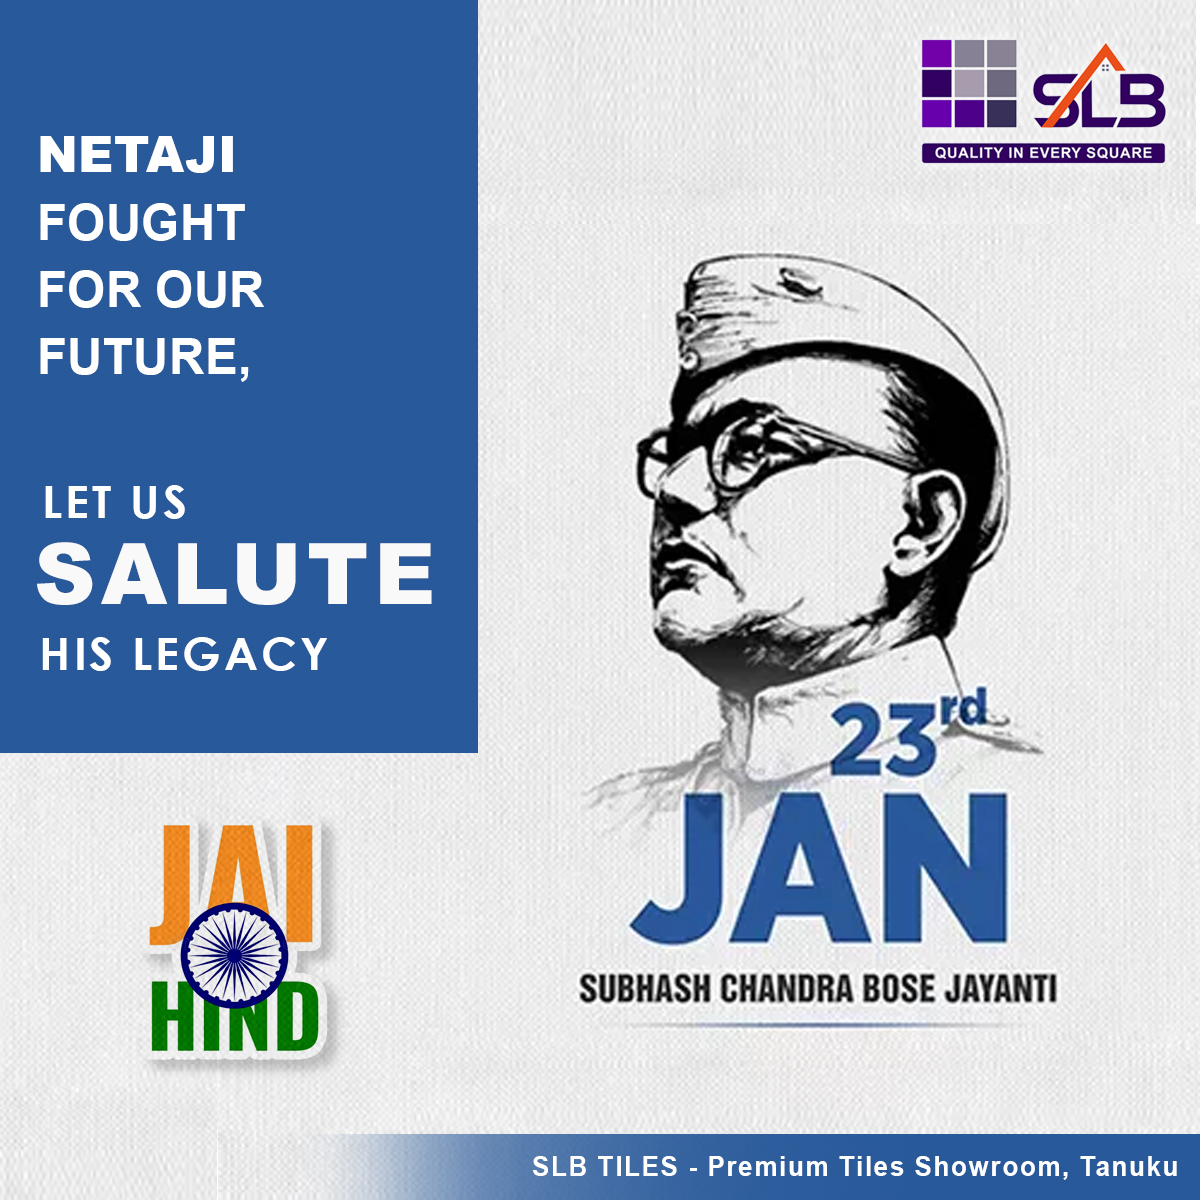 NETAJI
FOUGHT
FOR OUR
FUTURE,
LET US
SALUTE
HIS LEGACY
SLB
QUALITY IN EVERY SQUARE
23rd
JAN
SUBHASH CHANDRA BOSE JAYANTI
JAI
HIND
SLB TILES - Premium Tiles Showroom, Tanuku